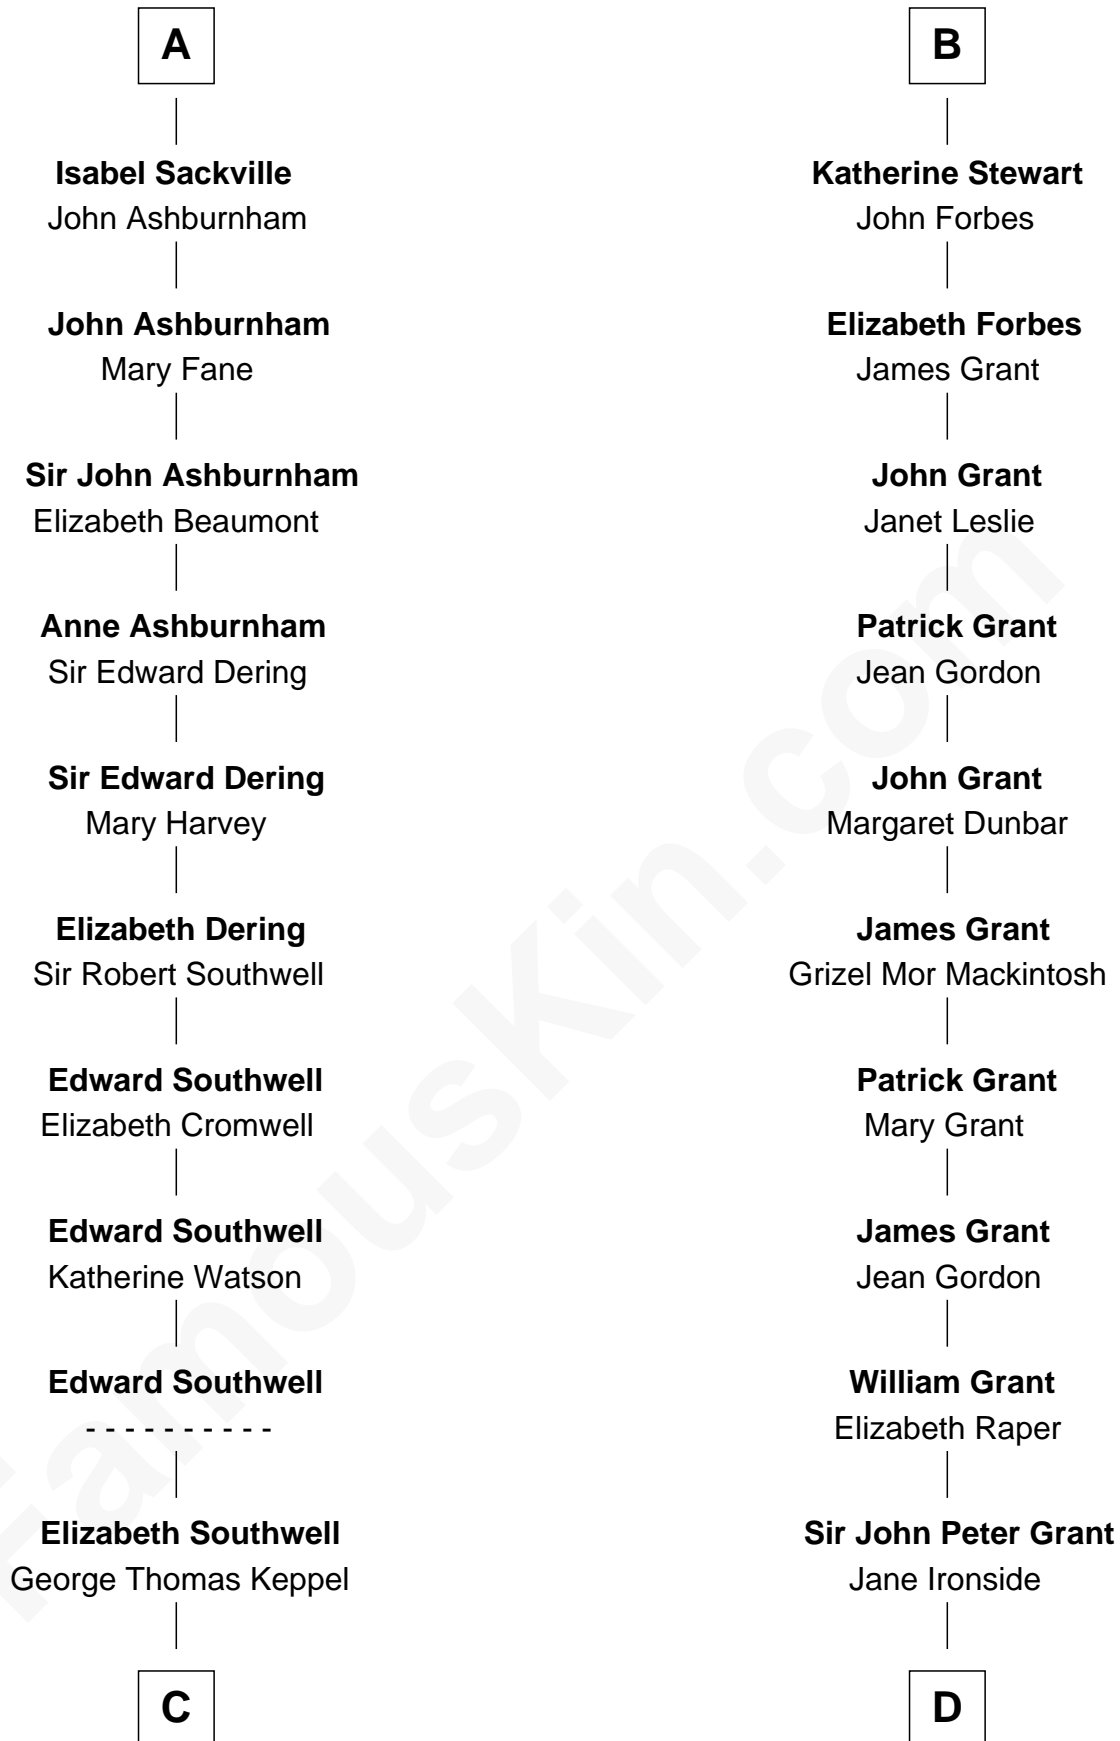 A
Isabel Sackville
John Ashburnham
John Ashburnham
Mary Fane
Sir John Ashburnham
Elizabeth Beaumont
Anne Ashburnham
Sir Edward Dering
Sir Edward Dering
Mary Harvey
Elizabeth Dering
Sir Robert Southwell
Edward Southwell
Elizabeth Cromwell
Edward Southwell
Katherine Watson
Edward Southwell
- - - - - - - - - -
Elizabeth Southwell
George Thomas Keppel
C
B
Katherine Stewart
John Forbes
Elizabeth Forbes
James Grant
John Grant
Janet Leslie
Patrick Grant
Jean Gordon
John Grant
Margaret Dunbar
James Grant
Grizel Mor Mackintosh
Patrick Grant
Mary Grant
James Grant
Jean Gordon
William Grant
Elizabeth Raper
Sir John Peter Grant
Jane Ironside
D
FamousKin.com